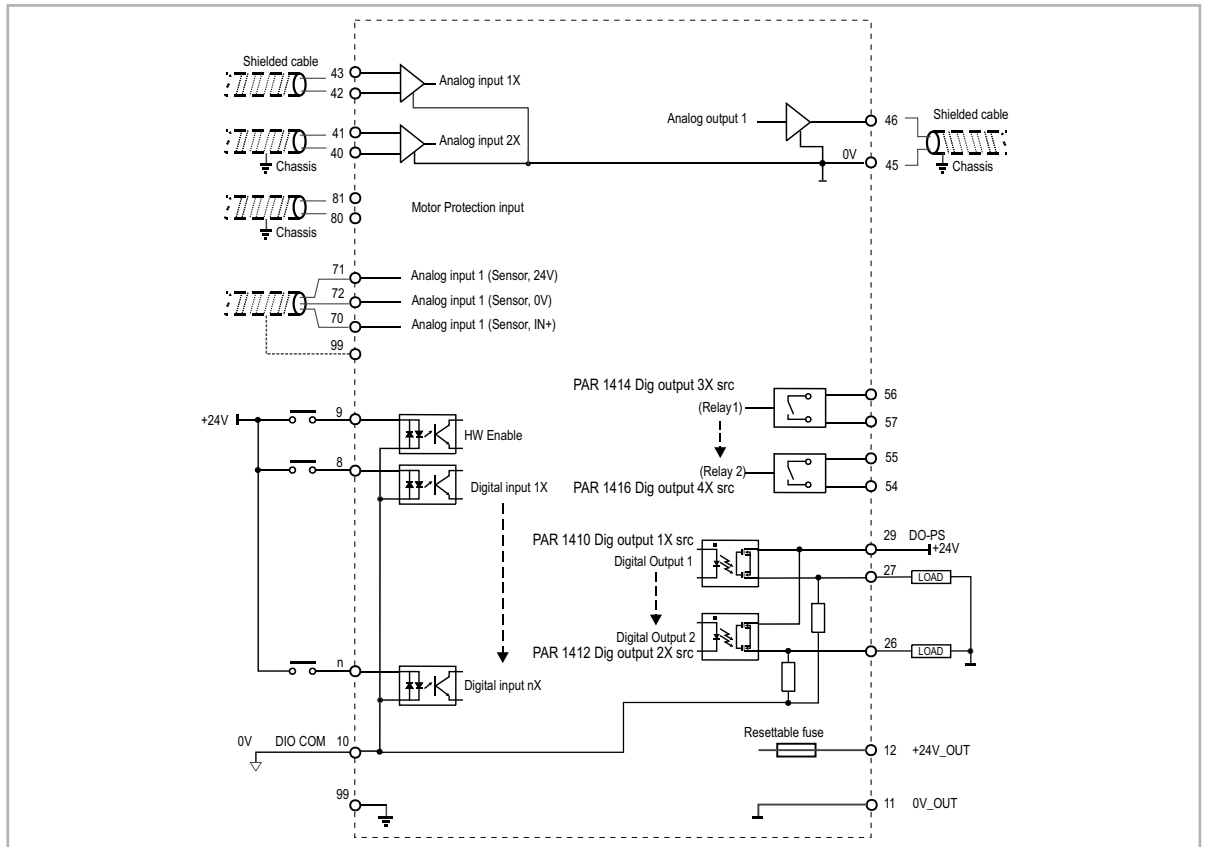 Shielded cable
43
42
Analog input 1X
41
40
Analog input 2X
Chassis
Analog output 1
46
0V
45
Shielded cable
Chassis
81
80
Motor Protection input
Chassis
71
Analog input 1 (Sensor, 24V)
72
Analog input 1 (Sensor, 0V)
70
Analog input 1 (Sensor, IN+)
99
+24V
9
HW Enable
8
Digital input 1X
n
Digital input nX
0V
DIO COM
10
99
PAR 1414 Dig output 3X src
(Relay1)
56
57
(Relay 2)
PAR 1416 Dig output 4X src
55
54
PAR 1410 Dig output 1X src
Digital Output 1
29
DO-PS
+24V
27
LOAD
Digital Output 2
PAR 1412 Dig output 2X src
26
LOAD
Resettable fuse
12
+24V_OUT
11
0V_OUT